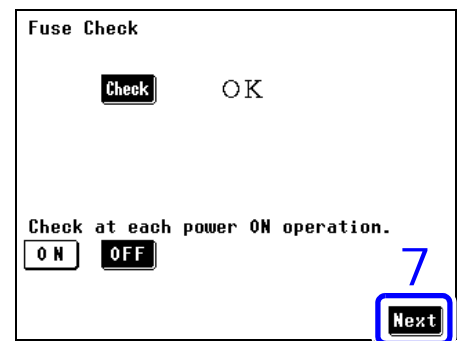 Fuse Check
Check OK
Check at each power ON operation.
ON OFF
7
Next